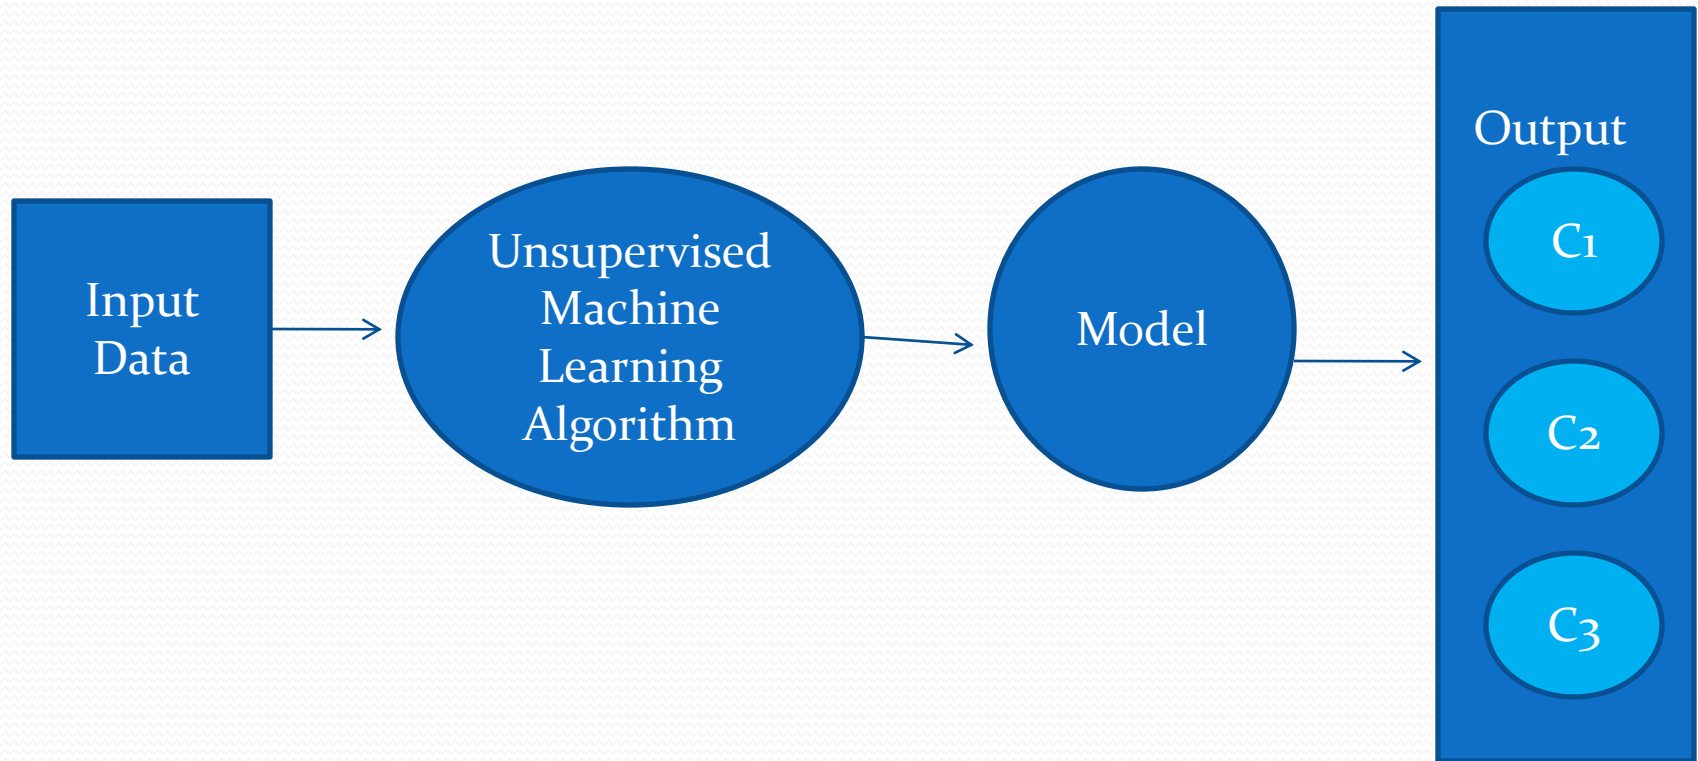 Input
Data
Unsupervised
Machine
Learning
Algorithm
Model
Output
C1
C2
C3